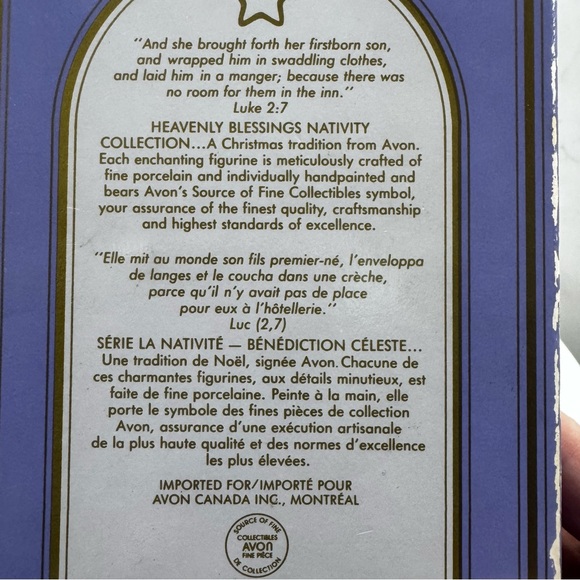 "And she brought forth her firstborn son,
and wrapped him in swaddling clothes,
and laid him in a manger; because there was
no room for them in the inn."
Luke 2:7
HEAVENLY BLESSINGS NATIVITY
COLLECTION...A Christmas tradition from Avon.
Each enchanting figurine is meticulously crafted of
fine porcelain and individually handpainted and
bears Avon's Source of Fine Collectibles symbol,
your assurance of the finest quality, craftsmanship
and highest standards of excellence.
"Elle mit au monde son fils premier-né, l'enveloppa
de langes et le coucha dans une crèche,
parce qu'il n'y avait pas de place
pour eux à l'hôtellerie."
Luc (2,7)
SÉRIE LA NATIVITÉ — BÉNÉDICTION CÉLESTE...
Une tradition de Noël, signée Avon. Chacune de
ces charmantes figurines, aux détails minutieux, est
faite de fine porcelaine. Peinte à la main, elle
porte le symbole des fines pièces de collection
Avon, assurance d'une exécution artisanale
de la plus haute qualité et des normes d'excellence
les plus élevées.
IMPORTED FOR/IMPORTÉ POUR
AVON CANADA INC., MONTRÉAL
SOURCE OF FINE
COLLECTIBLES
AVON
FINE PIÈCE
DE COLLECTION